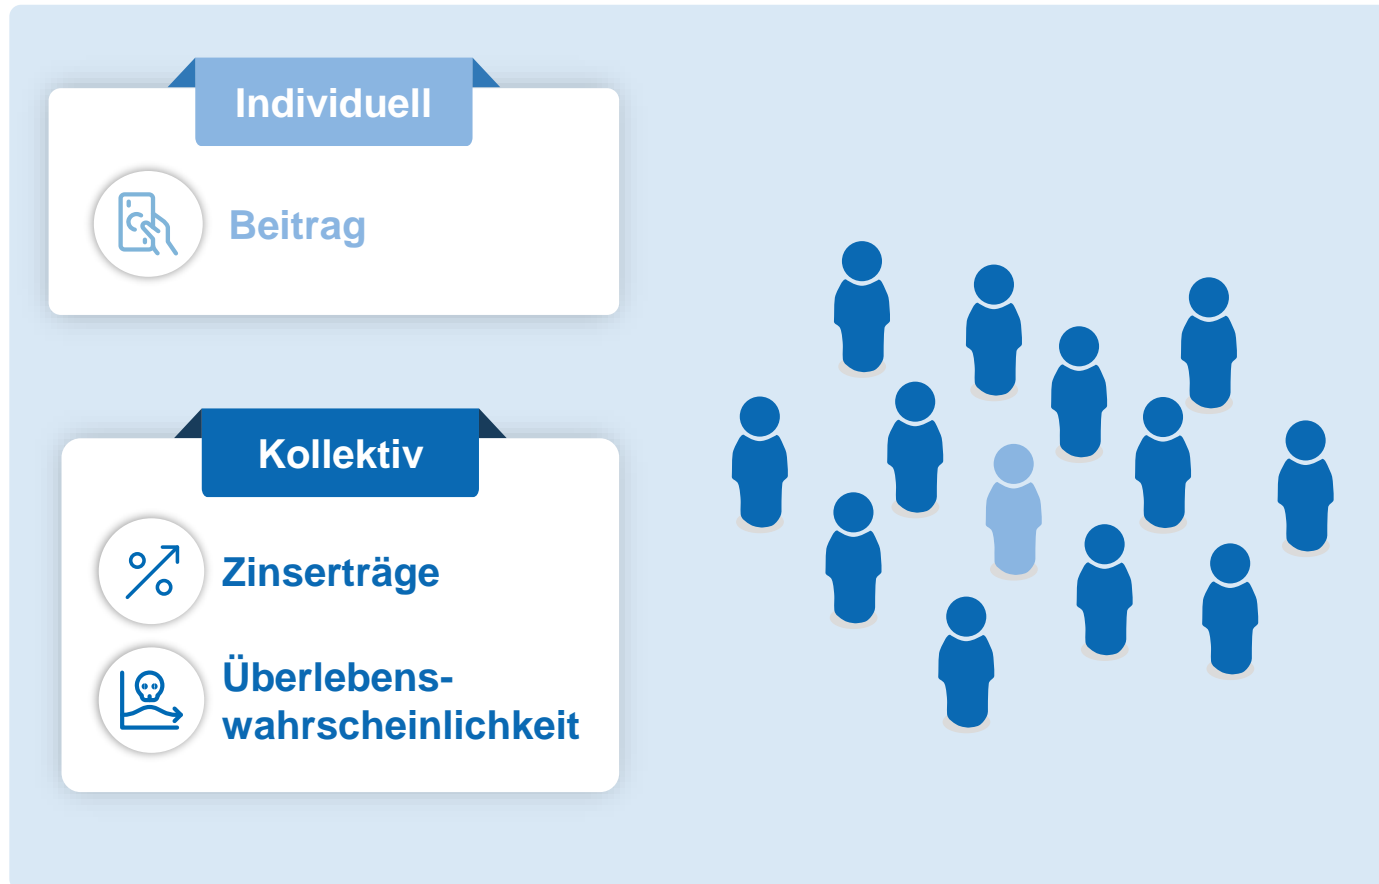 Individuell
Beitrag
Kollektiv
Zinserträge
Überlebens-
wahrscheinlichkeit